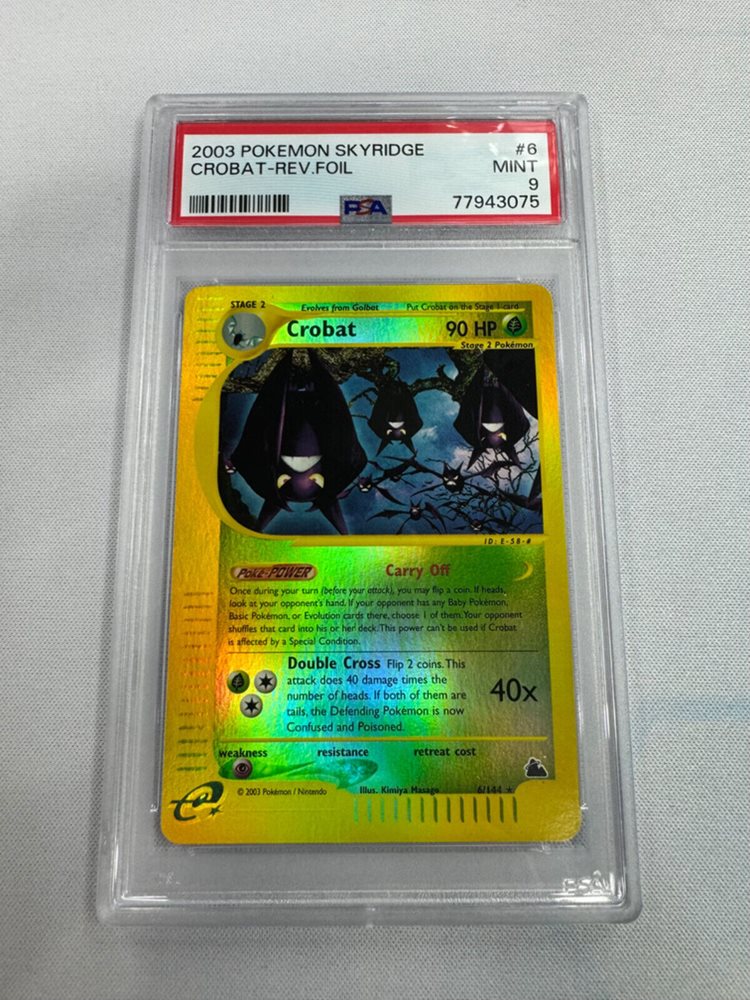 2003 POKEMON SKYRIDGE #6
CROBAT-REV.FOIL MINT
9
PSA 77943075
STAGE 2 Evolves from Golbat Put Crobat on the Stage 1 card
Crobat 90 HP
Stage 2 Pokémon
ID: E-58-#
Poké-POWER Carry Off
Once during your turn (before your attack), you may flip a coin. If heads,
look at your opponent's hand. If your opponent has any Baby Pokémon,
Basic Pokémon, or Evolution cards there, choose 1 of them. Your opponent
shuffles that card into his or her deck. This power can't be used if Crobat
is affected by a Special Condition.
Double Cross Flip 2 coins. This
attack does 40 damage times the
number of heads. If both of them are
tails, the Defending Pokémon is now
Confused and Poisoned.
40x
weakness resistance retreat cost
© 2003 Pokémon / Nintendo Illus. Kimiya Masago 6/144 ★
e
PSA